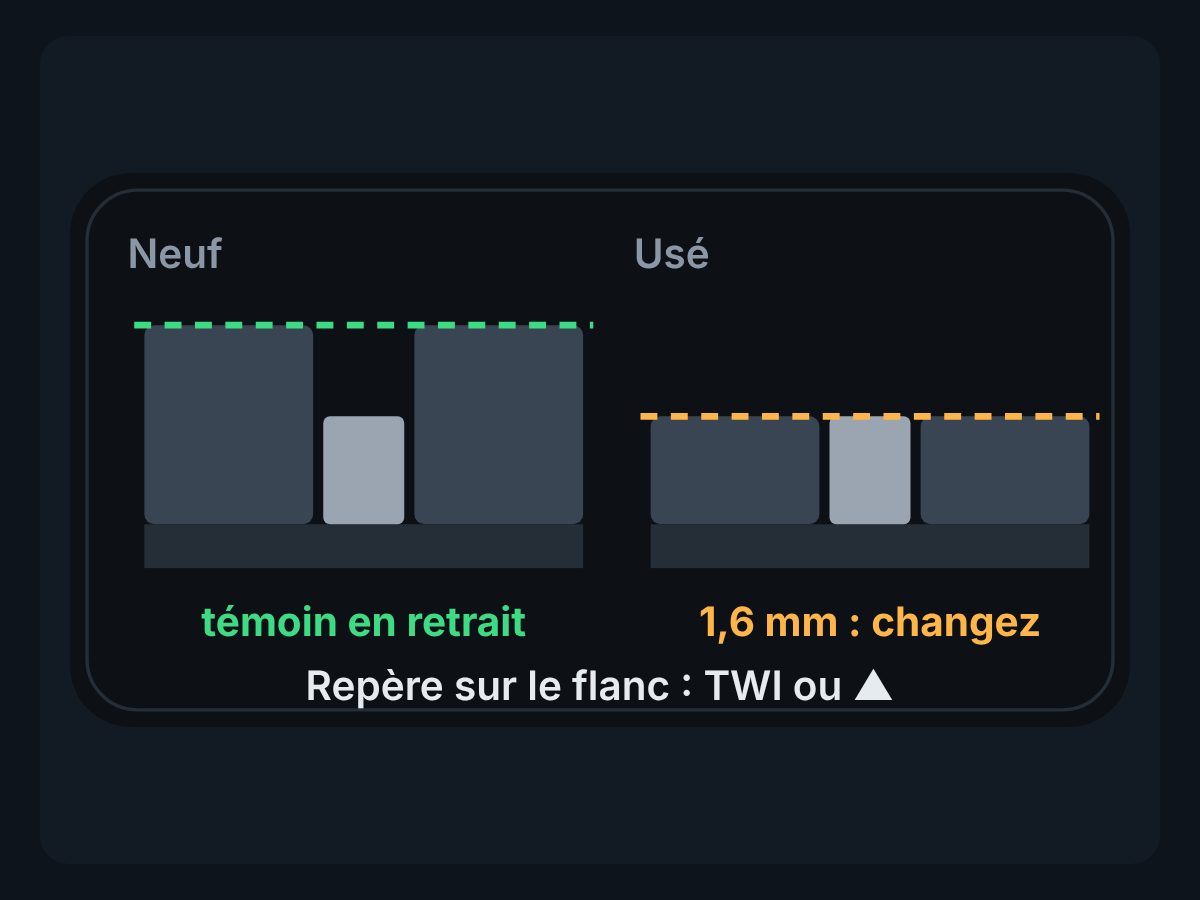 Neuf
Usé
témoin en retrait
1,6 mm : changez
Repère sur le flanc : TWI ou ▲